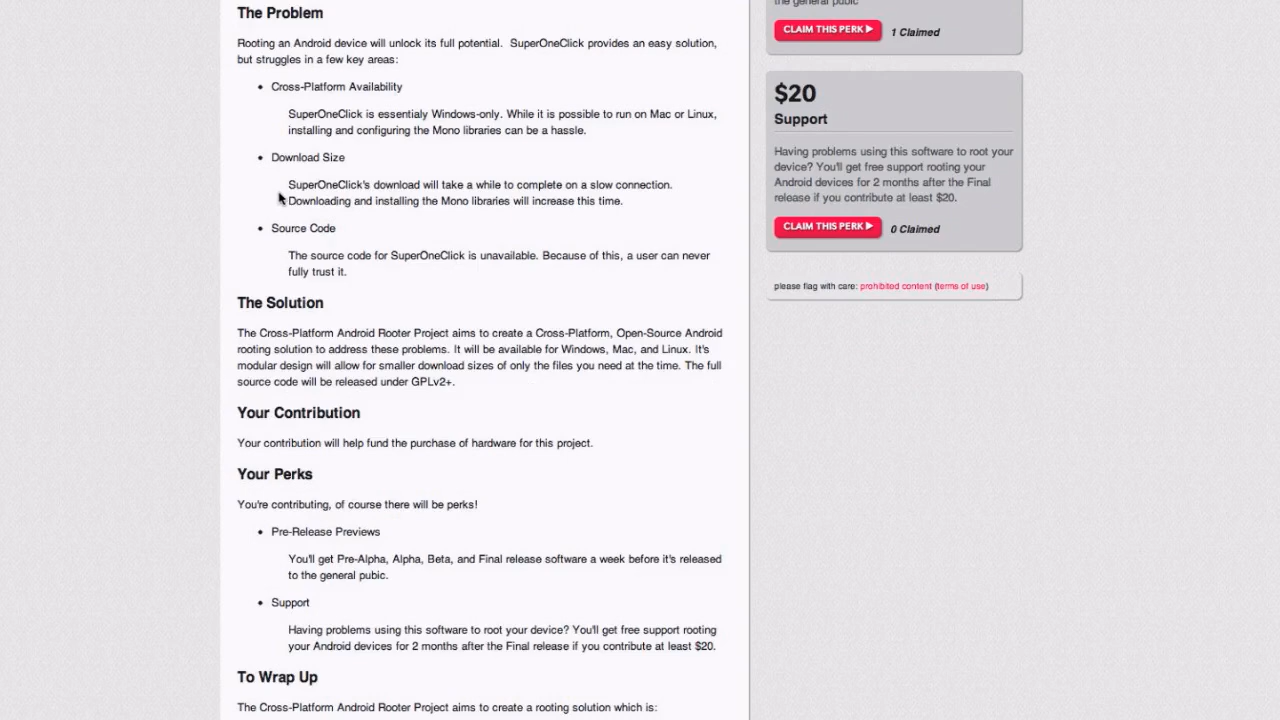 The Problem
Rooting an Android device will unlock its full potential. SuperOneClick provides an easy solution,
but struggles in a few key areas:
Cross-Platform Availability
SuperOneClick is essentialy Windows-only. While it is possible to run on Mac or Linux,
installing and configuring the Mono libraries can be a hassle.
Download Size
SuperOneClick's download will take a while to complete on a slow connection.
Downloading and installing the Mono libraries will increase this time.
Source Code
The source code for SuperOneClick is unavailable. Because of this, a user can never
fully trust it.
The Solution
The Cross-Platform Android Rooter Project aims to create a Cross-Platform, Open-Source Android
rooting solution to address these problems. It will be available for Windows, Mac, and Linux. It's
modular design will allow for smaller download sizes of only the files you need at the time. The full
source code will be released under GPLv2+.
Your Contribution
Your contribution will help fund the purchase of hardware for this project.
Your Perks
You're contributing, of course there will be perks!
Pre-Release Previews
You'll get Pre-Alpha, Alpha, Beta, and Final release software a week before it's released
to the general pubic.
Support
Having problems using this software to root your device? You'll get free support rooting
your Android devices for 2 months after the Final release if you contribute at least $20.
To Wrap Up
The Cross-Platform Android Rooter Project aims to create a rooting solution which is:
the general pubic
CLAIM THIS PERK ▶ 1 Claimed
$20
Support
Having problems using this software to root your
device? You'll get free support rooting your
Android devices for 2 months after the Final
release if you contribute at least $20.
CLAIM THIS PERK ▶ 0 Claimed
please flag with care: prohibited content (terms of use)